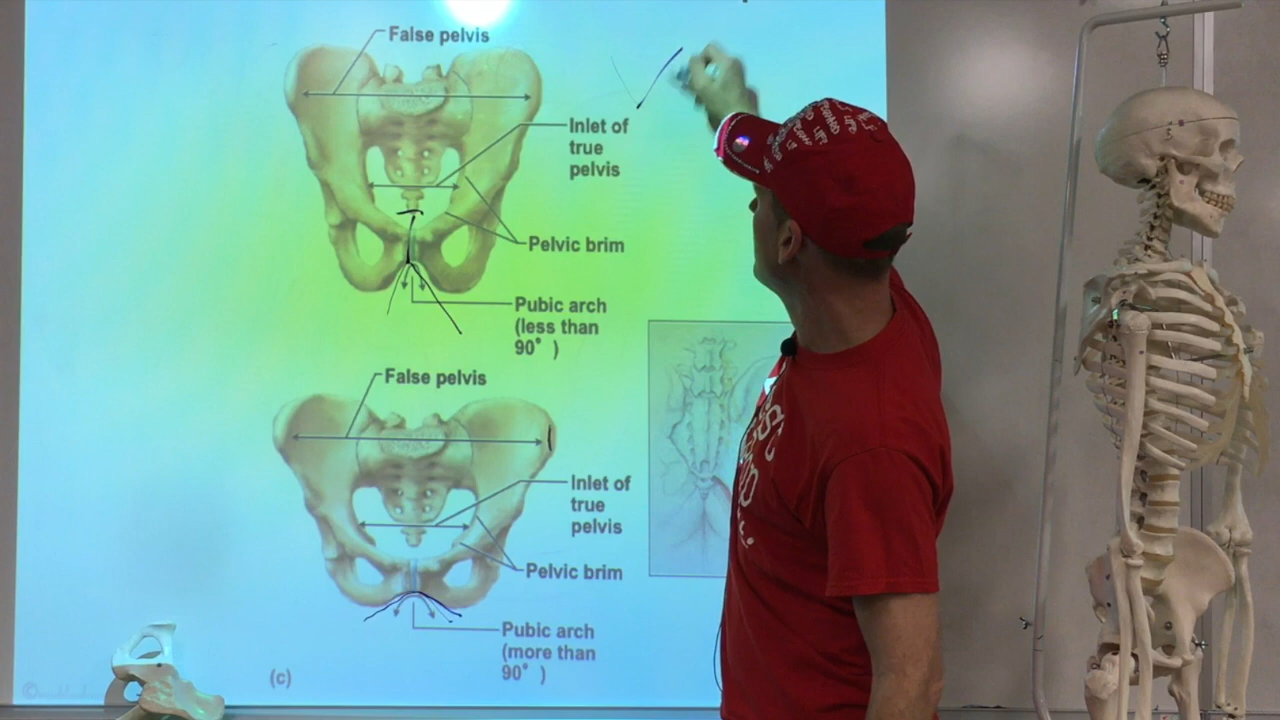 False pelvis
Inlet of
true
pelvis
Pelvic brim
Pubic arch
(less than
90° )
False pelvis
Inlet of
true
pelvis
Pelvic brim
Pubic arch
(more than
90° )
(c)